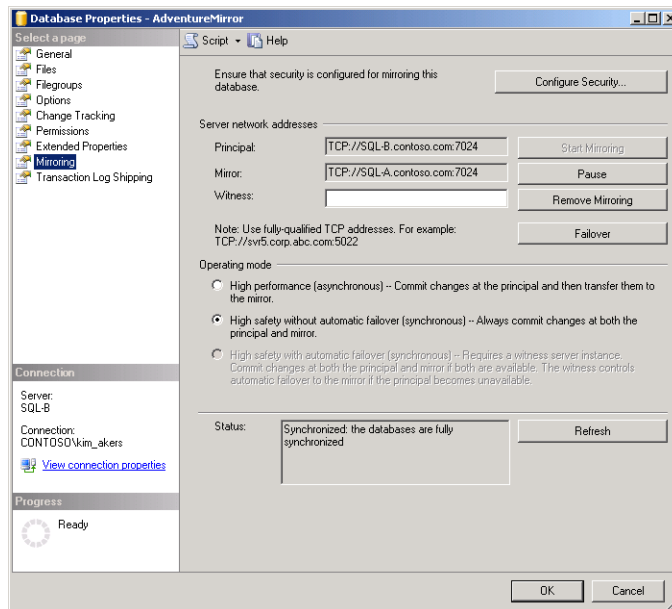 Database Properties - AdventureMirror
Select a page
General
Files
Filegroups
Options
Change Tracking
Permissions
Extended Properties
Mirroring
Transaction Log Shipping
Connection
Server:
SQL-B
Connection:
CONTOSO\kim_akers
View connection properties
Progress
Ready
Script
Help
Ensure that security is configured for mirroring this
database.
Configure Security...
Server network addresses
Principal:
TCP://SQL-B.contoso.com:7024
Start Mirroring
Mirror:
TCP://SQL-A.contoso.com:7024
Pause
Witness:
Remove Mirroring
Note: Use fully-qualified TCP addresses. For example:
TCP://svr5.corp.abc.com:5022
Failover
Operating mode
High performance (asynchronous) -- Commit changes at the principal and then transfer them to
the mirror.
High safety without automatic failover (synchronous) -- Always commit changes at both the
principal and mirror.
High safety with automatic failover (synchronous) -- Requires a witness server instance.
Commit changes at both the principal and mirror if both are available. The witness controls
automatic failover to the mirror if the principal becomes unavailable.
Status:
Synchronized: the databases are fully
synchronized
Refresh
OK
Cancel